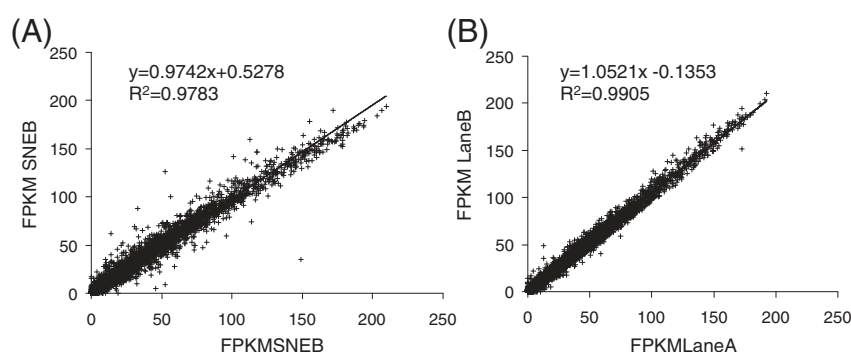 (A)
y=0.9742x+0.5278
R²=0.9783
FPKM SNEB
250
200
150
100
50
0
0 50 100 150 200 250
FPKMSNEB
(B)
y=1.0521x -0.1353
R²=0.9905
FPKM LaneB
250
200
150
100
50
0
0 50 100 150 200 250
FPKMLaneA